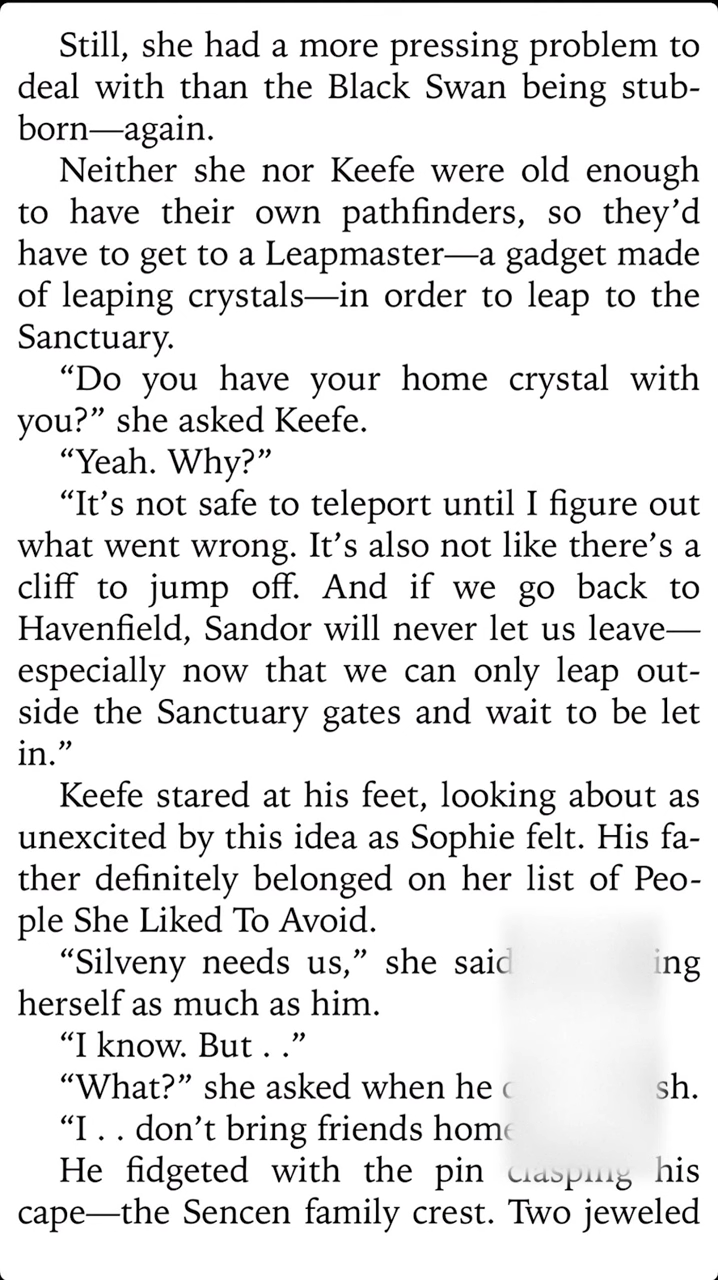 Still, she had a more pressing problem to
deal with than the Black Swan being stub-
born—again.
Neither she nor Keefe were old enough
to have their own pathfinders, so they’d
have to get to a Leapmaster—a gadget made
of leaping crystals—in order to leap to the
Sanctuary.
“Do you have your home crystal with
you?” she asked Keefe.
“Yeah. Why?”
“It’s not safe to teleport until I figure out
what went wrong. It’s also not like there’s a
cliff to jump off. And if we go back to
Havenfield, Sandor will never let us leave—
especially now that we can only leap out-
side the Sanctuary gates and wait to be let
in.”
Keefe stared at his feet, looking about as
unexcited by this idea as Sophie felt. His fa-
ther definitely belonged on her list of Peo-
ple She Liked To Avoid.
“Silveny needs us,” she said
herself as much as him.
“I know. But . .”
“What?” she asked when he
“I . . don’t bring friends home
He fidgeted with the pin clasping his
cape—the Sencen family crest. Two jeweled